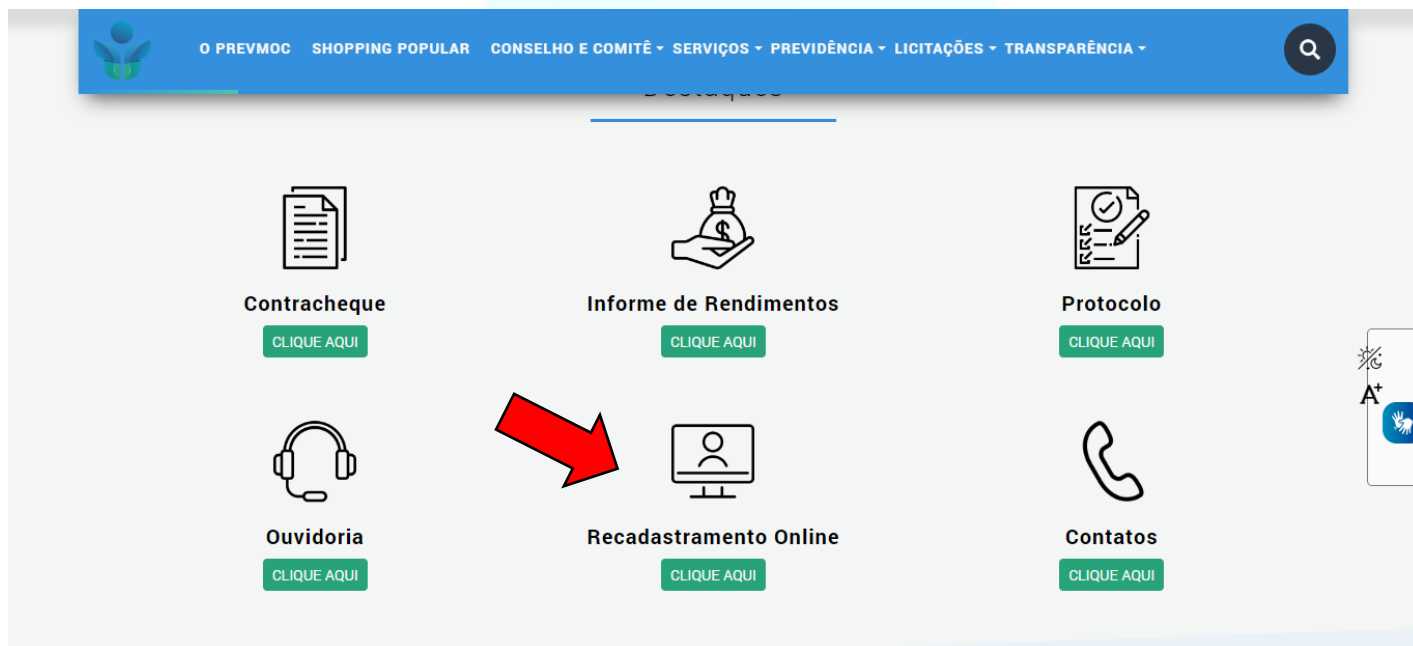 O PREVMOC SHOPPING POPULAR CONSELHO E COMITÊ SERVIÇOS PREVIDÊNCIA LICITAÇÕES TRANSPARÊNCIA
Destaques
Contracheque Informe de Rendimentos Protocolo
CLIQUE AQUI CLIQUE AQUI CLIQUE AQUI
A+
Ouvidoria Recadastramento Online Contatos
CLIQUE AQUI CLIQUE AQUI CLIQUE AQUI